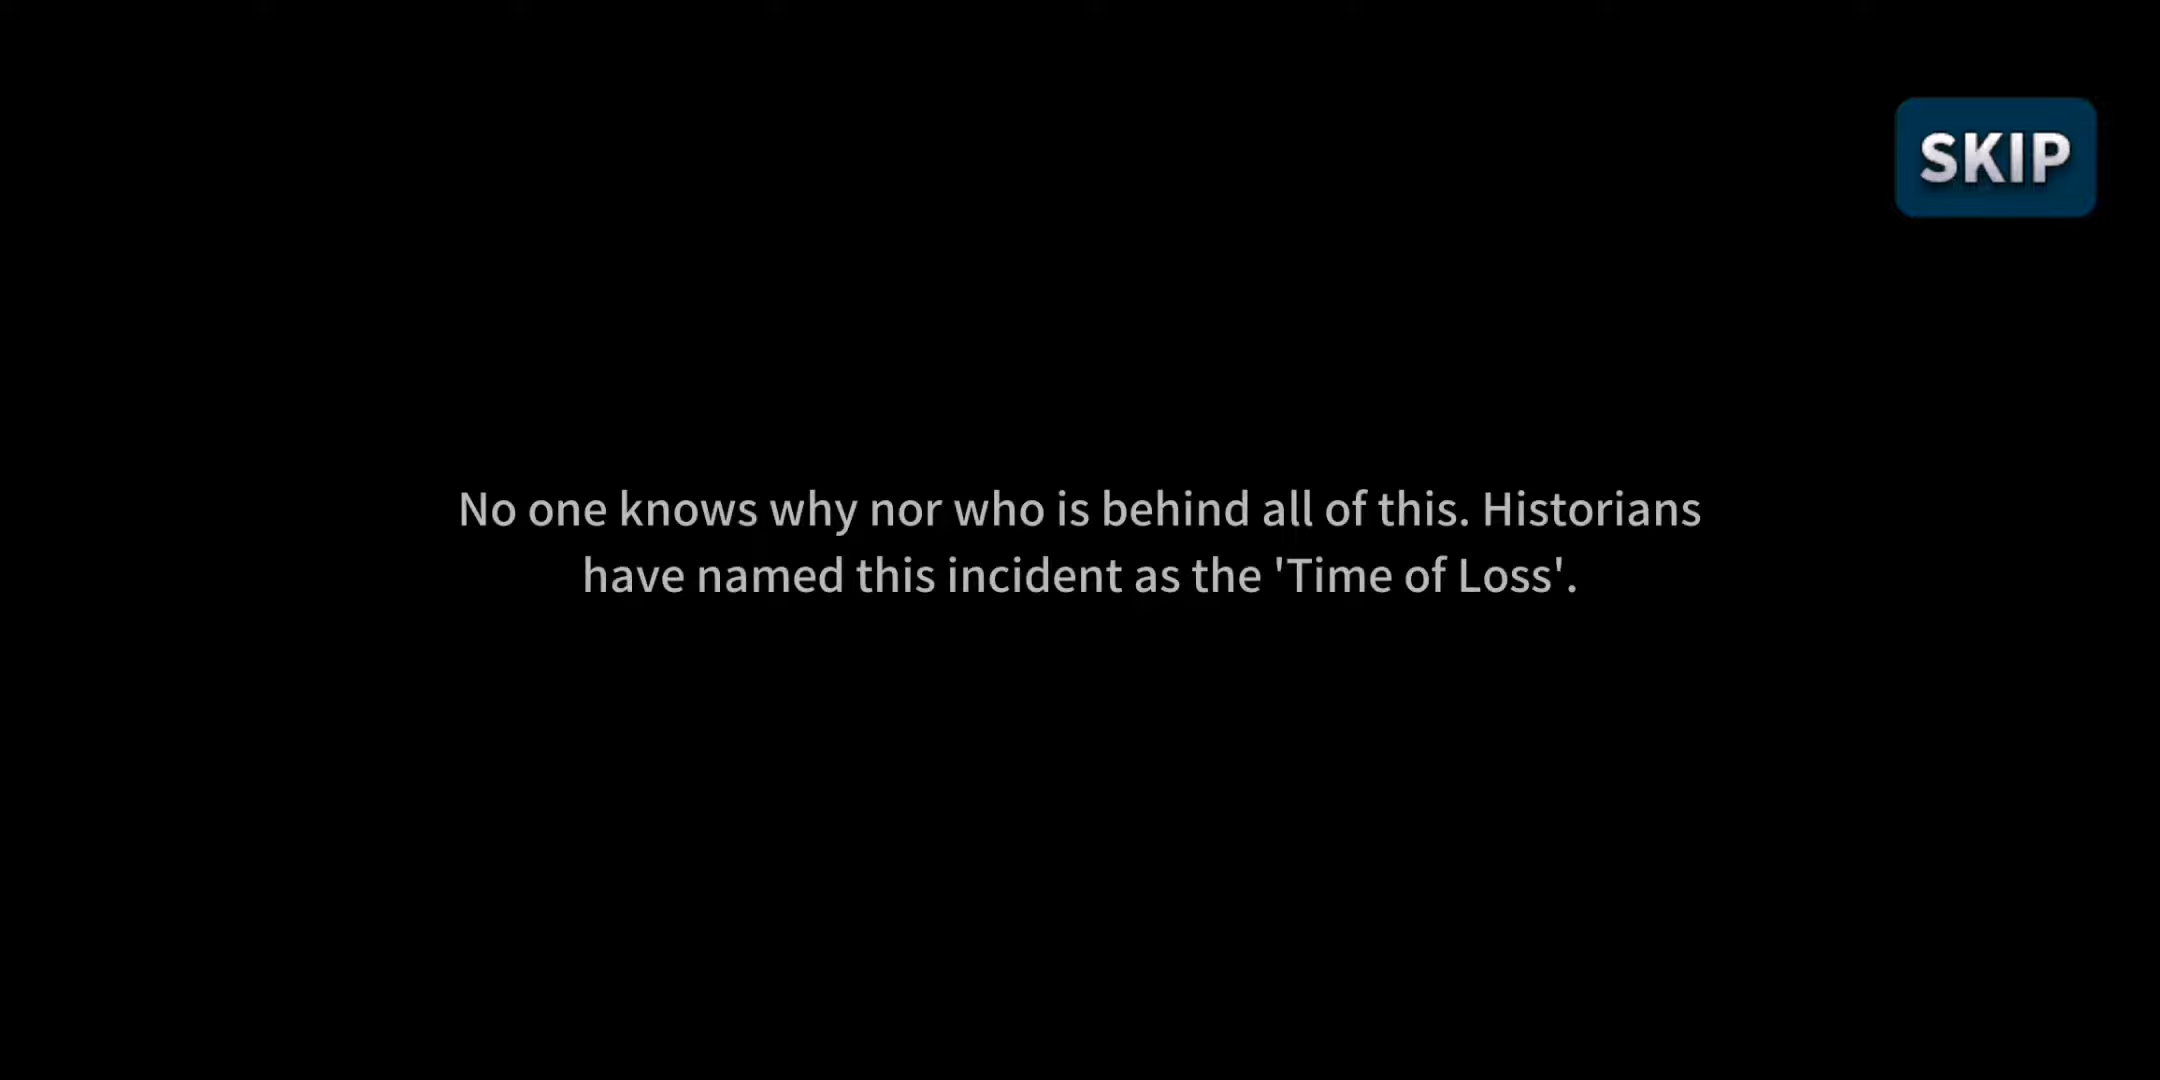 SKIP
No one knows why nor who is behind all of this. Historians
have named this incident as the 'Time of Loss'.